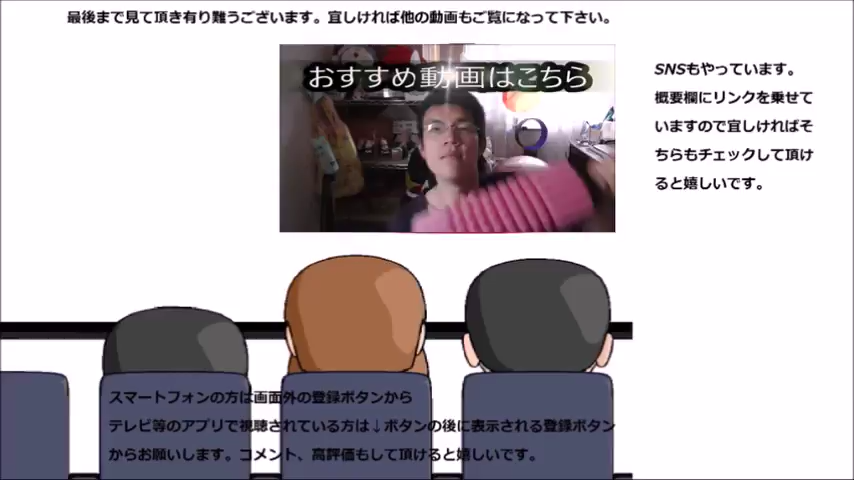 最後まで見て頂き有り難うございます。宜しければ他の動画もご覧になって下さい。
おすすめ動画はこちら
SNSもやっています。
概要欄にリンクを乗せて
いますので宜しければそ
ちらもチェックして頂け
ると嬉しいです。
スマートフォンの方は画面外の登録ボタンから
テレビ等のアプリで視聴されている方は↓ボタンの後に表示される登録ボタン
からお願いします。コメント、高評価もして頂けると嬉しいです。